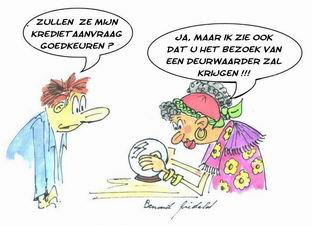 ZULLEN ZE MIJN
KREDIETAANVRAAG
GOEDKEUREN ?
JA, MAAR IK ZIE OOK
DAT U HET BEZOEK VAN
EEN DEURWAARDER ZAL
KRIJGEN !!!